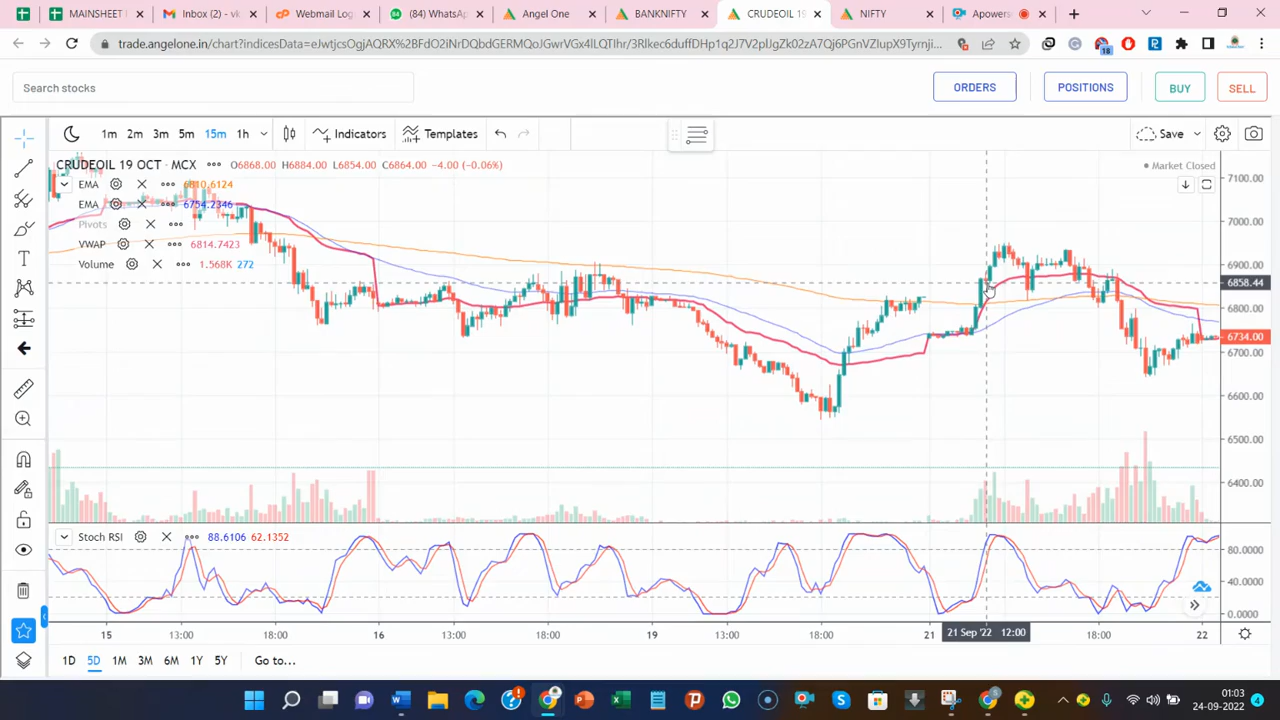 MAINSHEET
Inbox (2) - vi
Webmail Log
(84) WhatsA
Angel One
BANKNIFTY
CRUDEOIL 19
NIFTY
Apowers
trade.angelone.in/chart?indicesData=
18
Search stocks
ORDERS
POSITIONS
BUY
SELL
1m 2m 3m 5m 15m 1h Indicators Templates Save
CRUDEOIL 19 OCT · MCX ••• O6868.00 H6884.00 L6854.00 C6864.00 -4.00 (-0.06%)
Market Closed
EMA 6810.6124
EMA 6754.2346
Pivots
VWAP 6814.7423
Volume 1.568K 272
7100.00
7000.00
6900.00
6858.44
6800.00
6734.00
6700.00
6600.00
6500.00
6400.00
Stoch RSI 88.6106 62.1352
80.0000
40.0000
0.0000
15 13:00 18:00 16 13:00 18:00 19 13:00 18:00 21 21 Sep '22 12:00 18:00 22
1D 5D 1M 3M 6M 1Y 5Y Go to...
01:03
24-09-2022
4